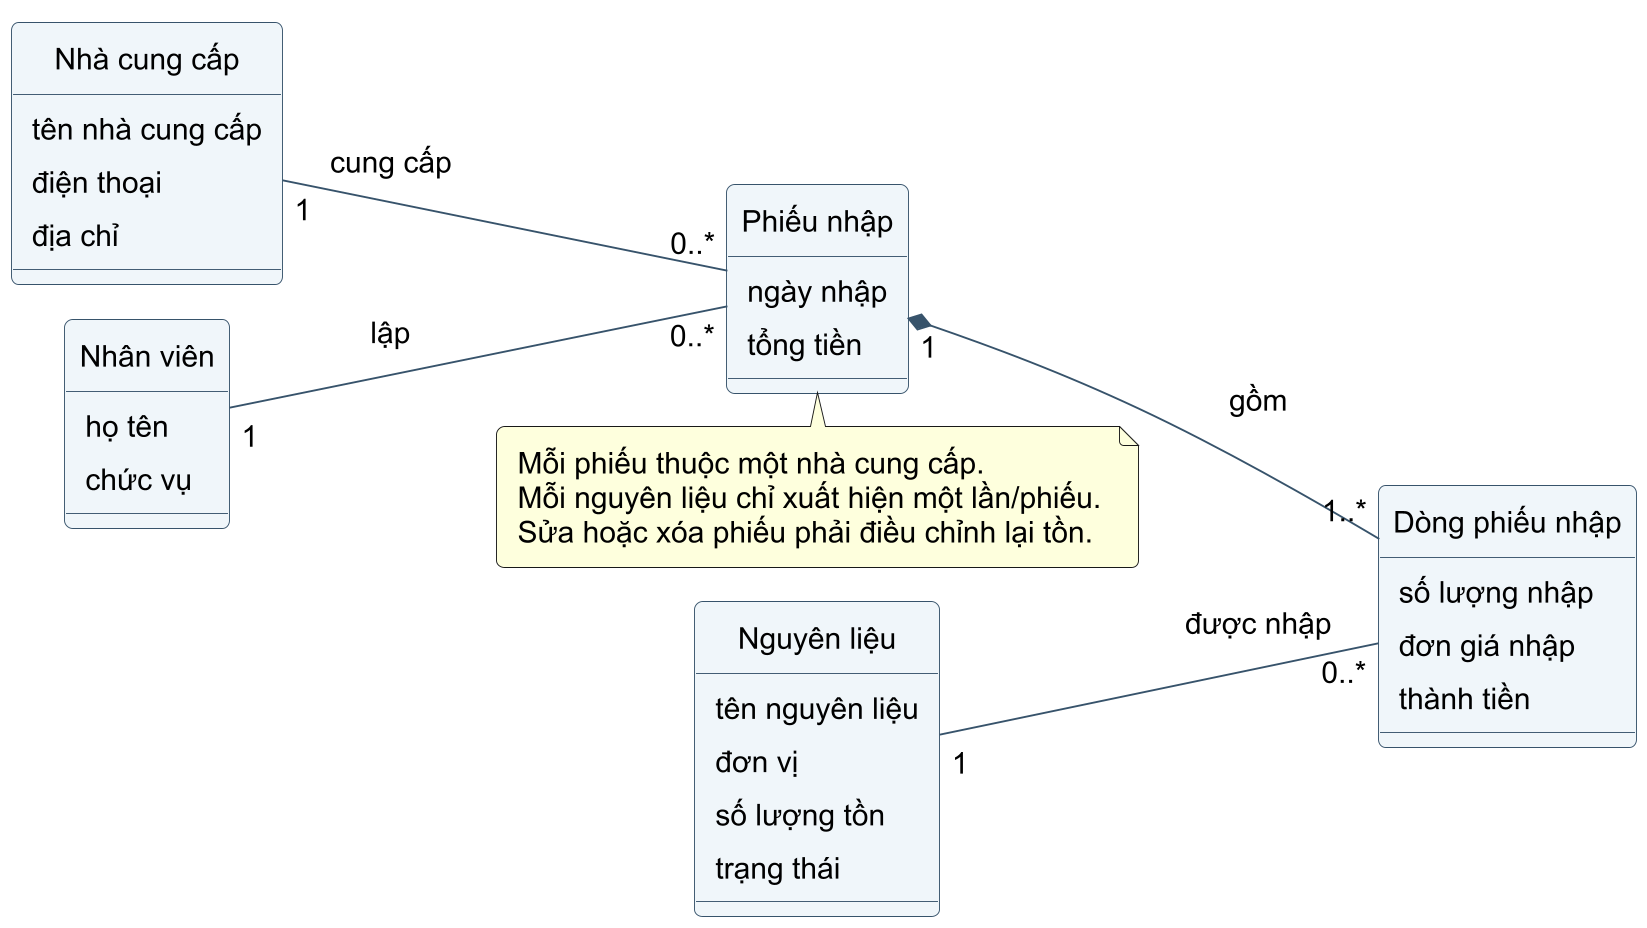 Nhà cung cấp
tên nhà cung cấp
điện thoại
địa chỉ
cung cấp
1
0..*
Nhân viên
họ tên
chức vụ
lập
1
0..*
Phiếu nhập
ngày nhập
tổng tiền
1
gồm
1..*
Mỗi phiếu thuộc một nhà cung cấp.
Mỗi nguyên liệu chỉ xuất hiện một lần/phiếu.
Sửa hoặc xóa phiếu phải điều chỉnh lại tồn.
Dòng phiếu nhập
số lượng nhập
đơn giá nhập
thành tiền
Nguyên liệu
tên nguyên liệu
đơn vị
số lượng tồn
trạng thái
được nhập
1
0..*